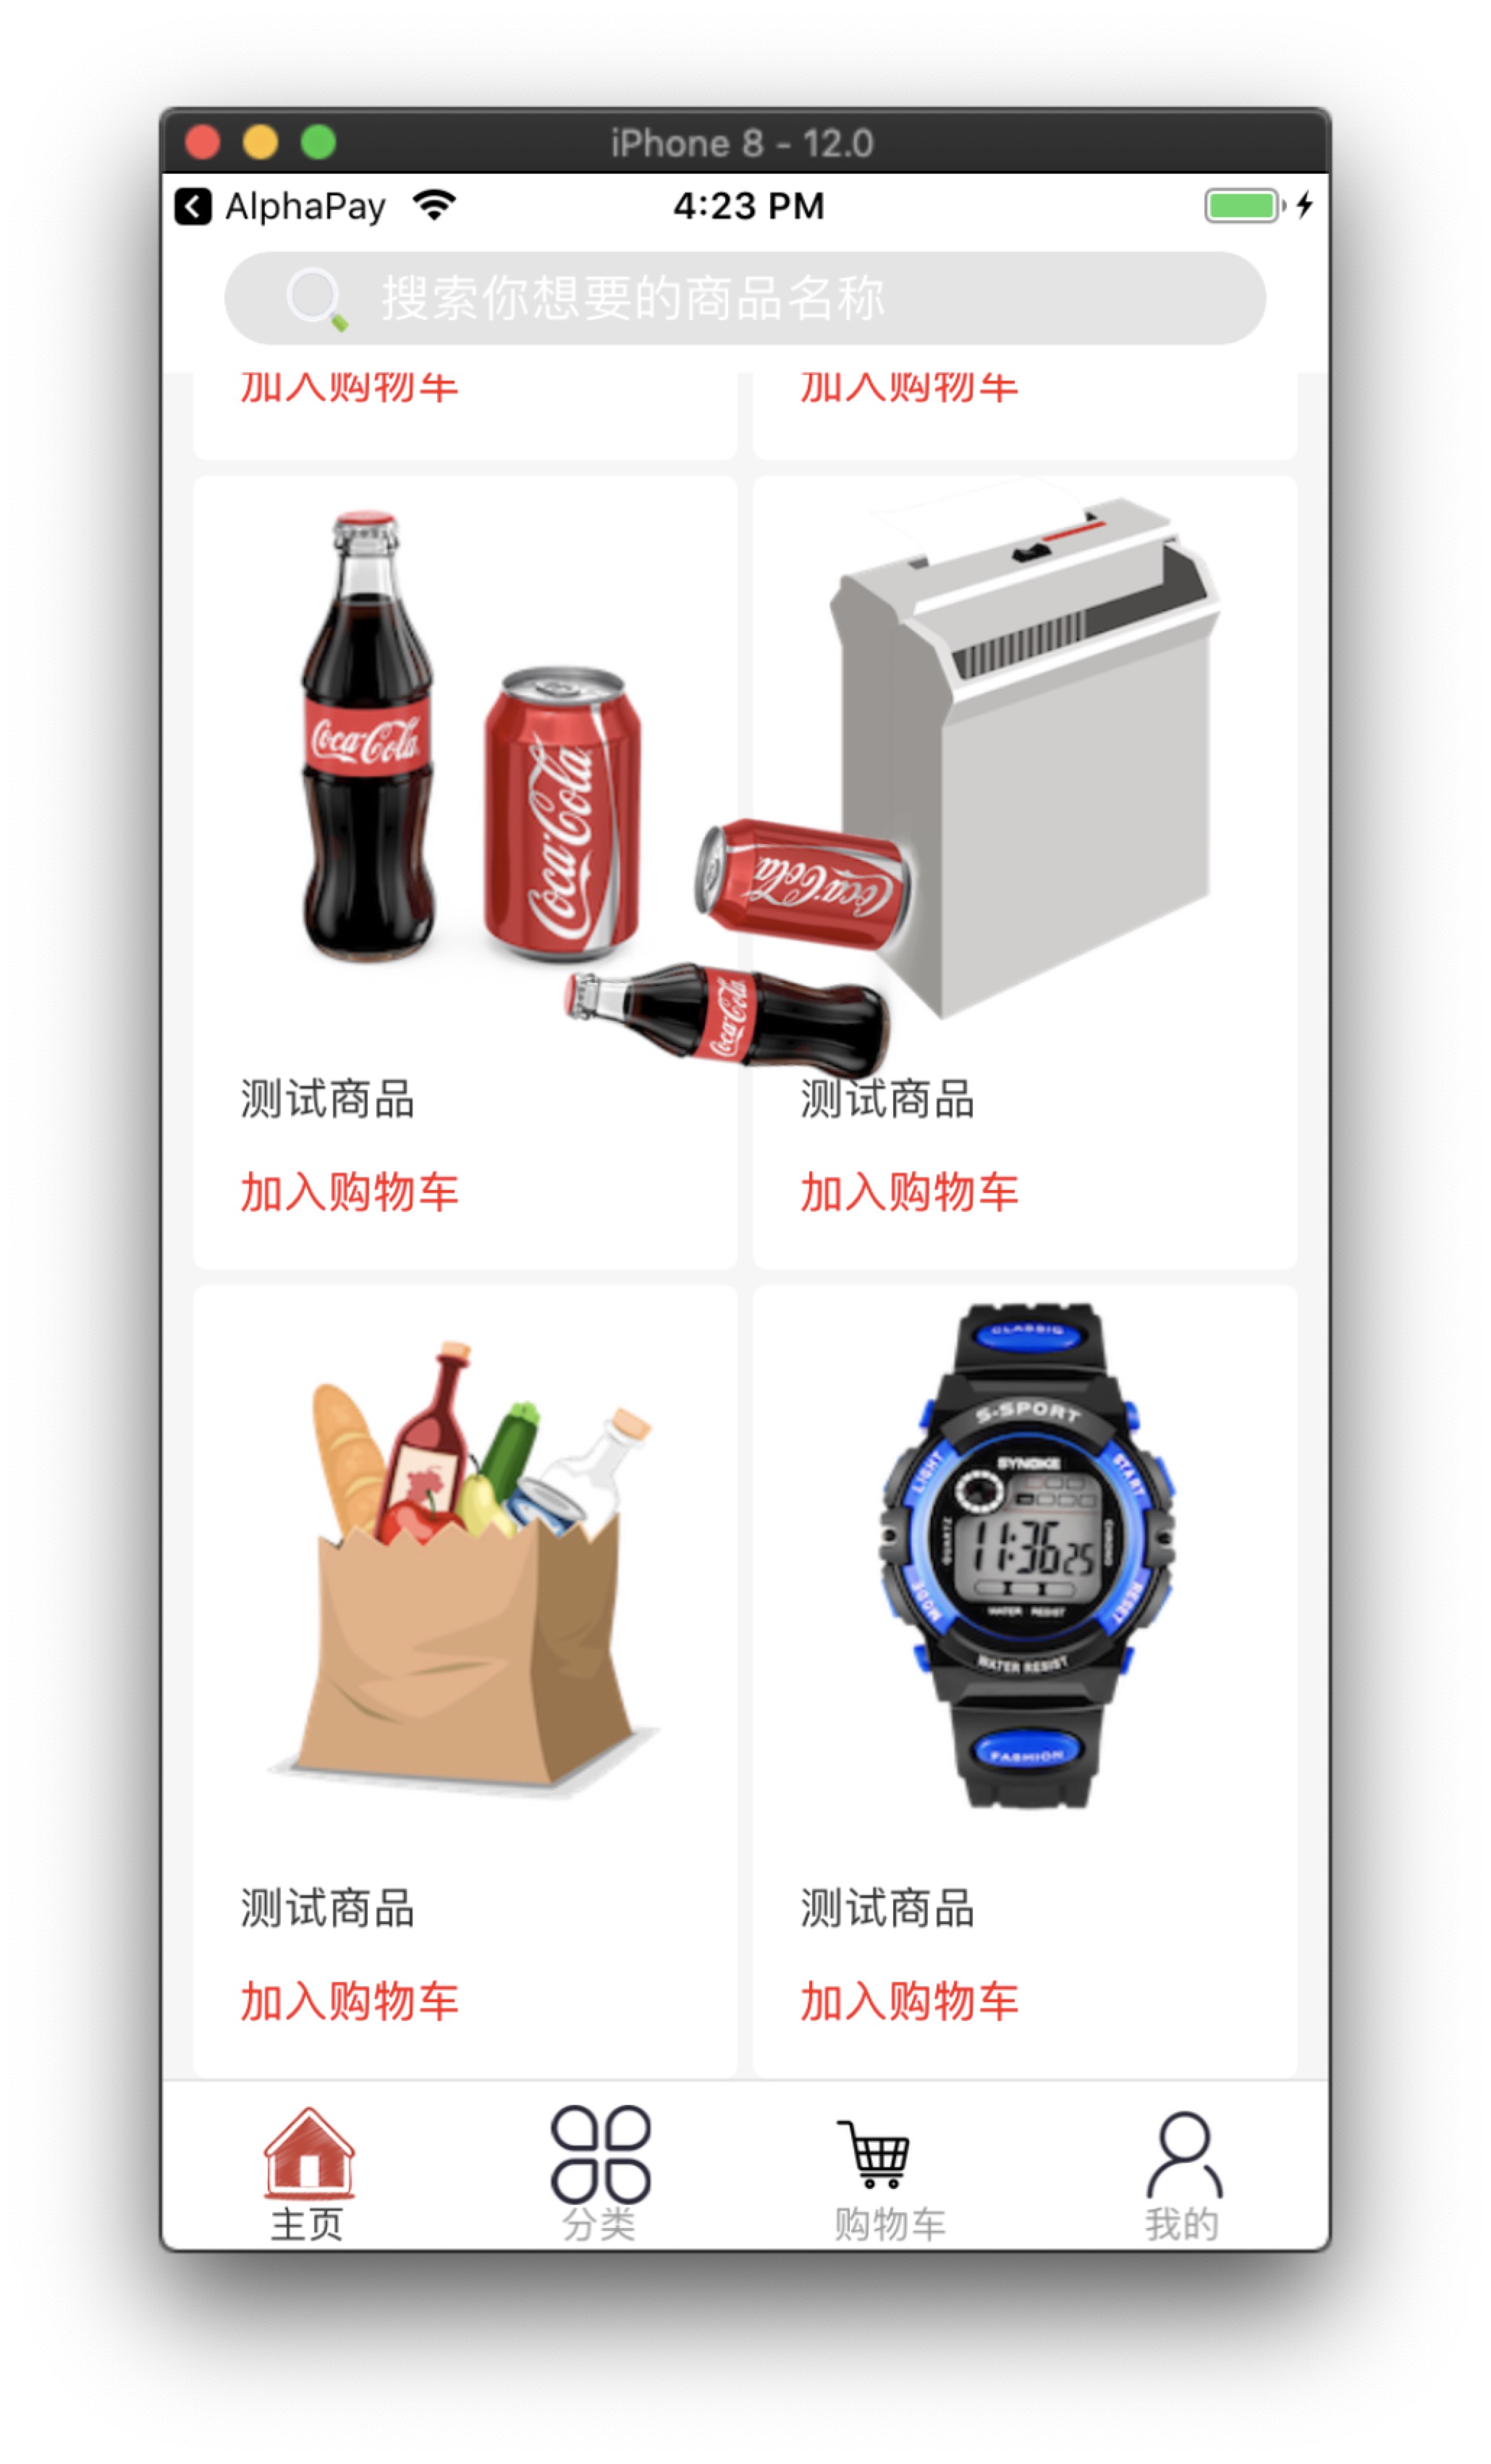 iPhone 8 - 12.0
AlphaPay
4:23 PM
搜索你想要的商品名称
加入购物车
加入购物车
Coca-Cola
Coca-Cola
Coca-Cola
Coca-Cola
测试商品
测试商品
加入购物车
加入购物车
CLASSIC
S-SPORT
SYNOKE
LIGHT
START
QUARTZ
11:36 25
MODE
RESET
WATER RESIST
WATER RESIST
FASHION
测试商品
测试商品
加入购物车
加入购物车
主页
分类
购物车
我的